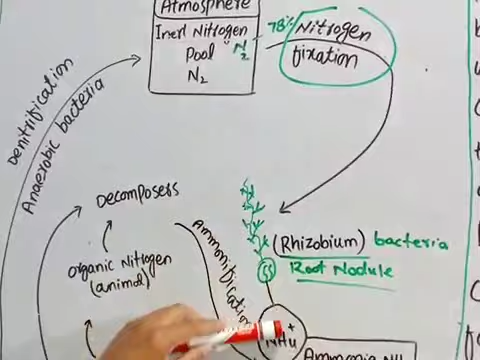 Atmosphere
Inert Nitrogen
Pool "N2
N2
78%
Nitrogen
fixation
Denitrification
Anaerobic bacteria
Decomposers
Ammonification
Organic Nitrogen
(animal)
(Rhizobium) bacteria
Root Nodule
NH4+
Ammonia